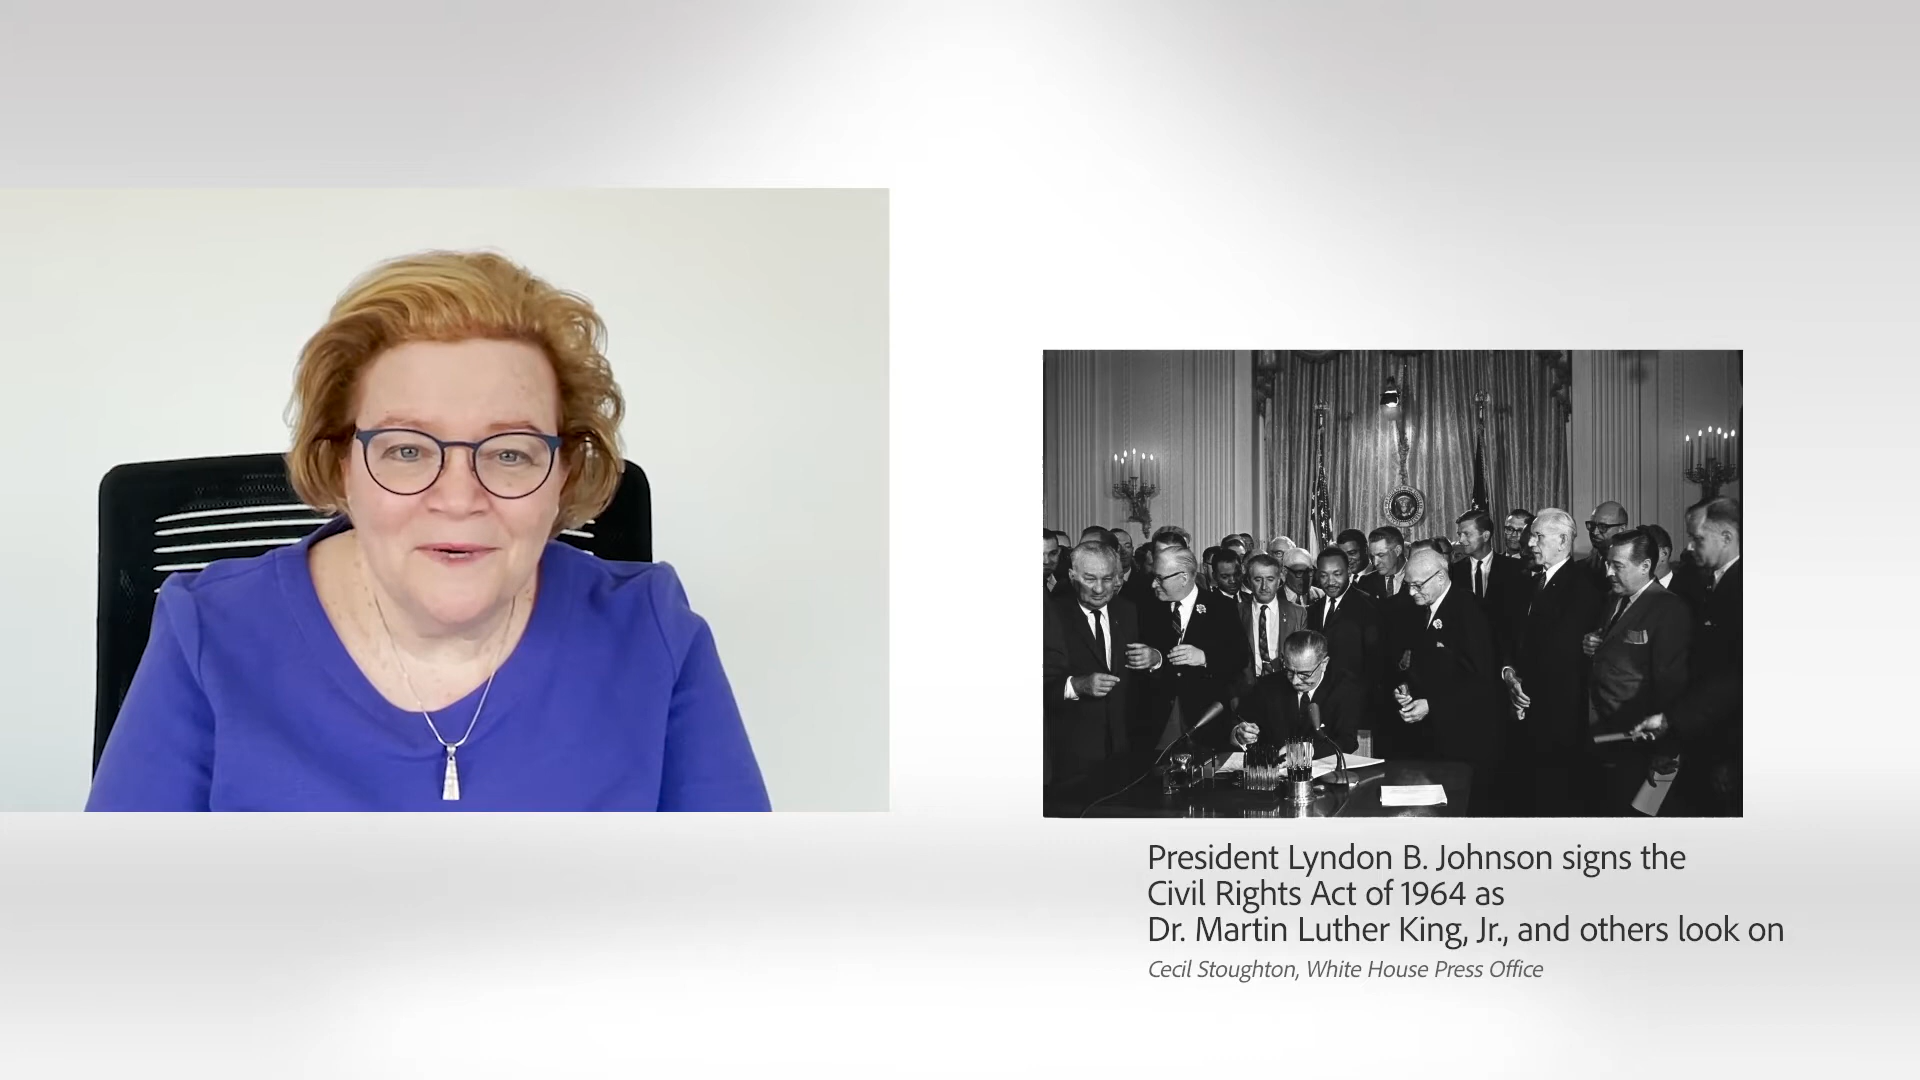 President Lyndon B. Johnson signs the
Civil Rights Act of 1964 as
Dr. Martin Luther King, Jr., and others look on
Cecil Stoughton, White House Press Office